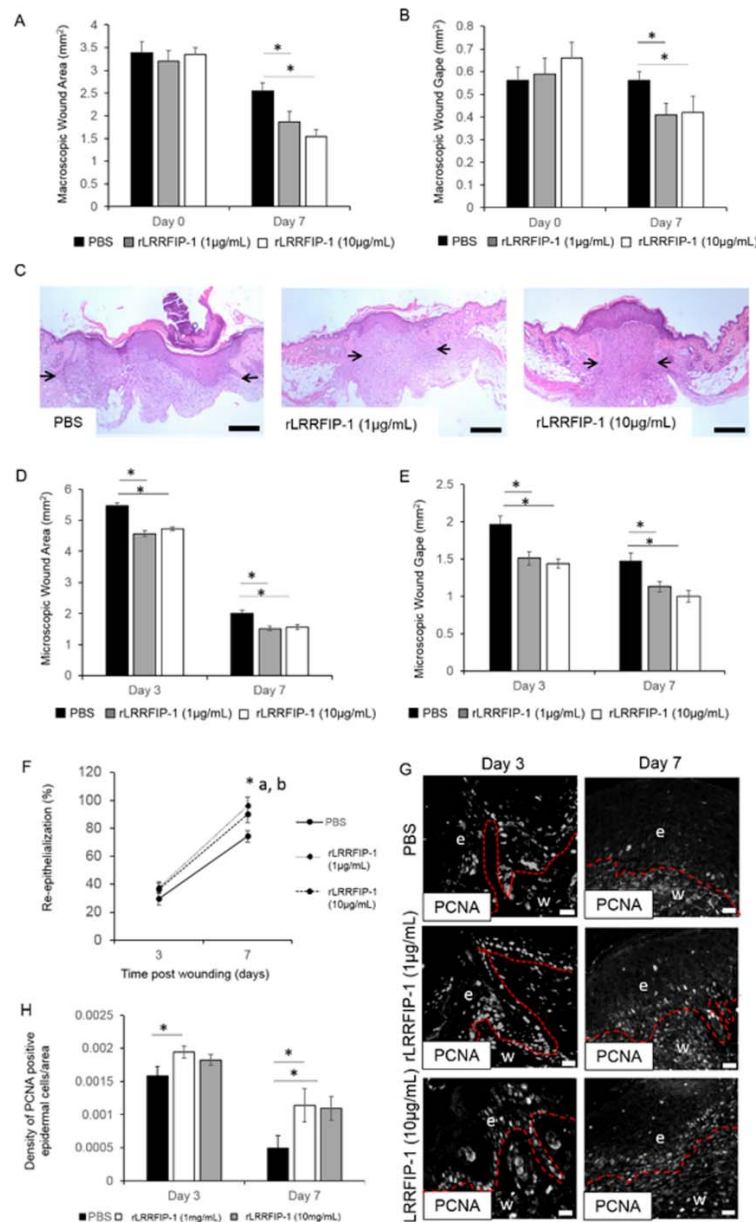 A
Macroscopic Wound Area (mm²)
4
3.5
3
2.5
2
1.5
1
0.5
0
*
*
Day 0
Day 7
PBS rLRRFIP-1 (1µg/mL) rLRRFIP-1 (10µg/mL)
B
Macroscopic Wound Gape (mm²)
0.8
0.7
0.6
0.5
0.4
0.3
0.2
0.1
0
*
*
Day 0
Day 7
PBS rLRRFIP-1 (1µg/mL) rLRRFIP-1 (10µg/mL)
C
PBS
rLRRFIP-1 (1µg/mL)
rLRRFIP-1 (10µg/mL)
D
Microscopic Wound Area (mm²)
6
5
4
3
2
1
0
*
*
*
*
Day 3
Day 7
PBS rLRRFIP-1 (1µg/mL) rLRRFIP-1 (10µg/mL)
E
Microscopic Wound Gape (mm²)
2.5
2
1.5
1
0.5
0
*
*
*
*
Day 3
Day 7
PBS rLRRFIP-1 (1µg/mL) rLRRFIP-1 (10µg/mL)
F
Re-epithelialization (%)
120
100
80
60
40
20
0
* a, b
3
7
Time post wounding (days)
PBS
rLRRFIP-1
(1µg/mL)
rLRRFIP-1
(10µg/mL)
G
Day 3
Day 7
PBS
e
w
PCNA
e
w
PCNA
rLRRFIP-1 (1µg/mL)
e
w
PCNA
e
w
PCNA
LRRFIP-1 (10µg/mL)
e
w
PCNA
e
w
PCNA
H
Density of PCNA positive
epidermal cells/area
0.0025
0.002
0.0015
0.001
0.0005
0
*
*
*
Day 3
Day 7
PBS rLRRFIP-1 (1mg/mL) rLRRFIP-1 (10mg/mL)